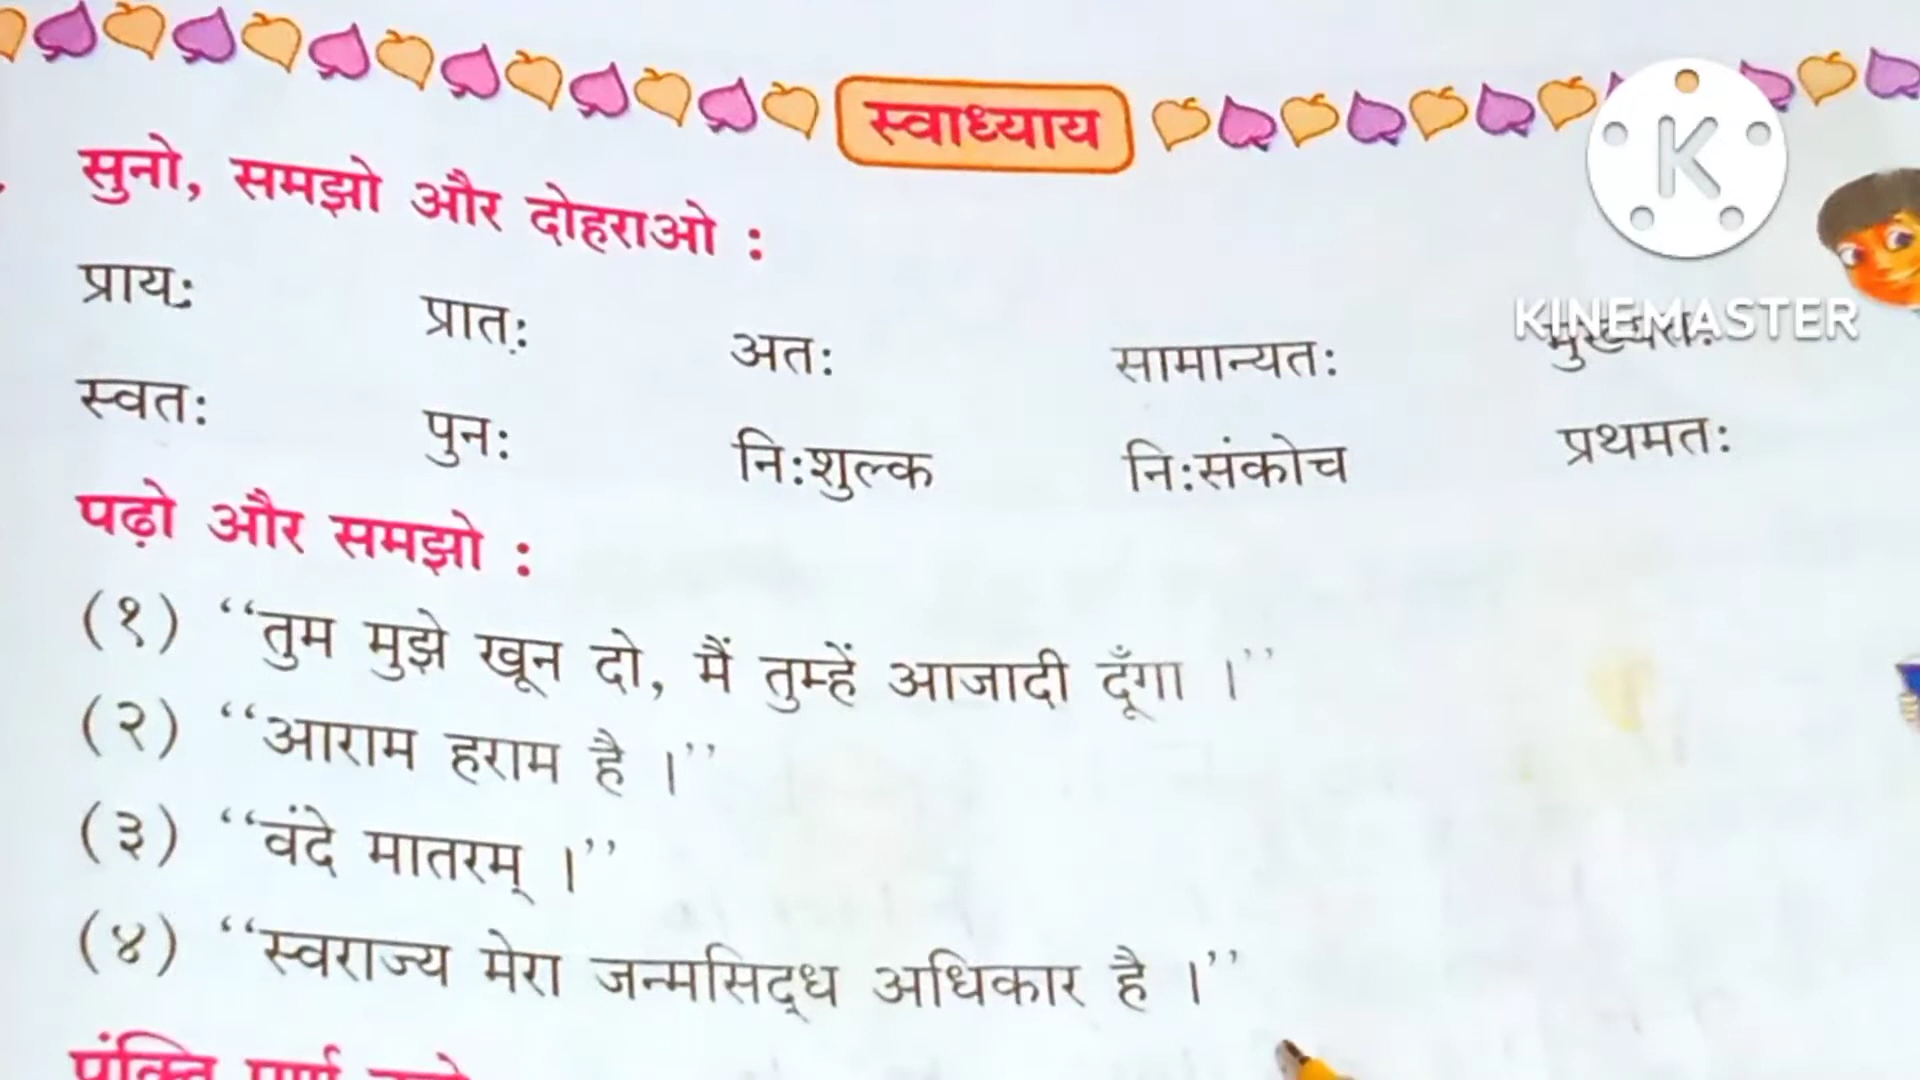 स्वाध्याय
सुनो, समझो और दोहराओ :
प्रायः प्रातः अतः सामान्यतः
KINEMASTER
स्वतः पुनः निःशुल्क निःसंकोच प्रथमतः
पढ़ो और समझो :
(१) ‘‘तुम मुझे खून दो, मैं तुम्हें आजादी दूँगा ।’’
(२) ‘‘आराम हराम है ।’’
(३) ‘‘वंदे मातरम् ।’’
(४) ‘‘स्वराज्य मेरा जन्मसिद्ध अधिकार है ।’’